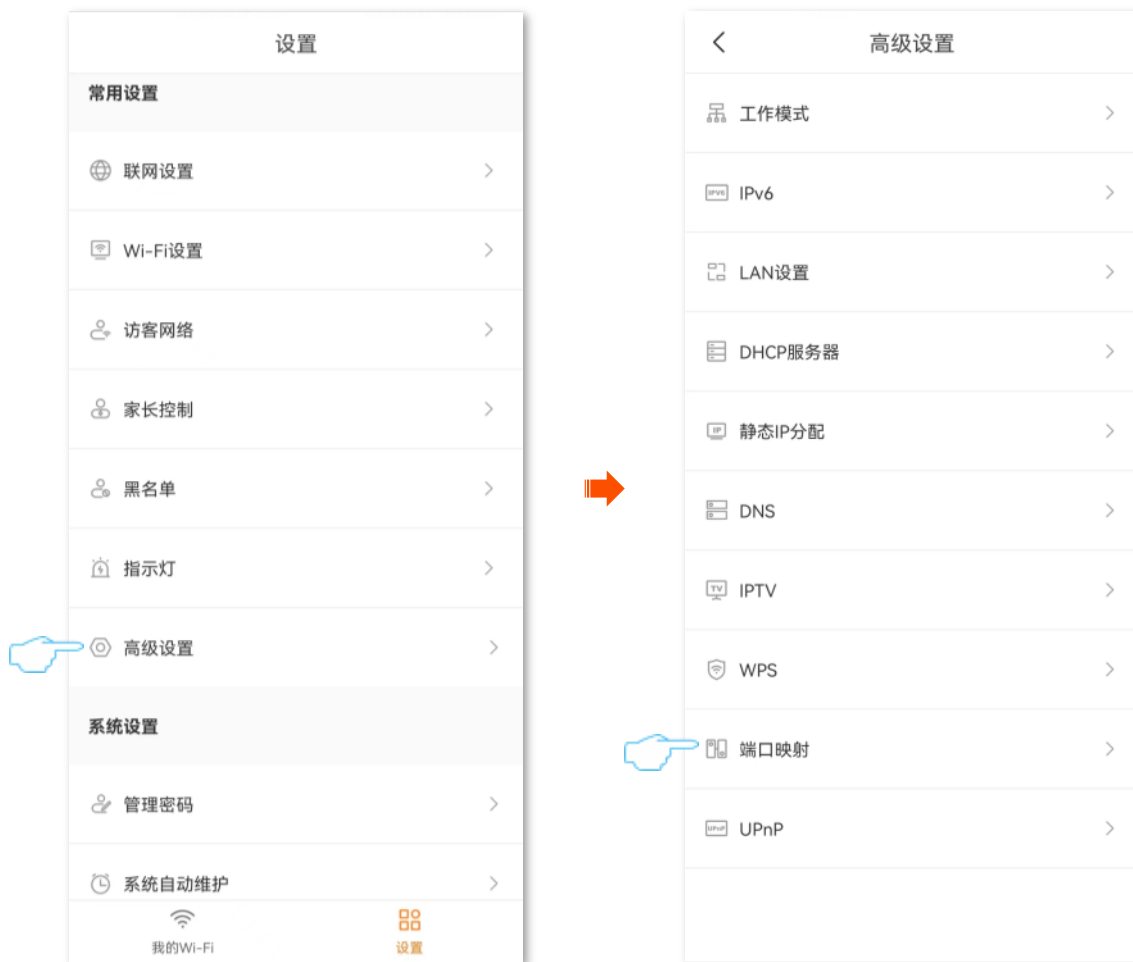 设置
常用设置
联网设置
Wi-Fi设置
访客网络
家长控制
黑名单
指示灯
高级设置
系统设置
管理密码
系统自动维护
我的Wi-Fi
设置
高级设置
工作模式
IPV6
IPv6
LAN设置
DHCP服务器
IP
静态IP分配
DNS
TV
IPTV
WPS
端口映射
UPnP
UPnP